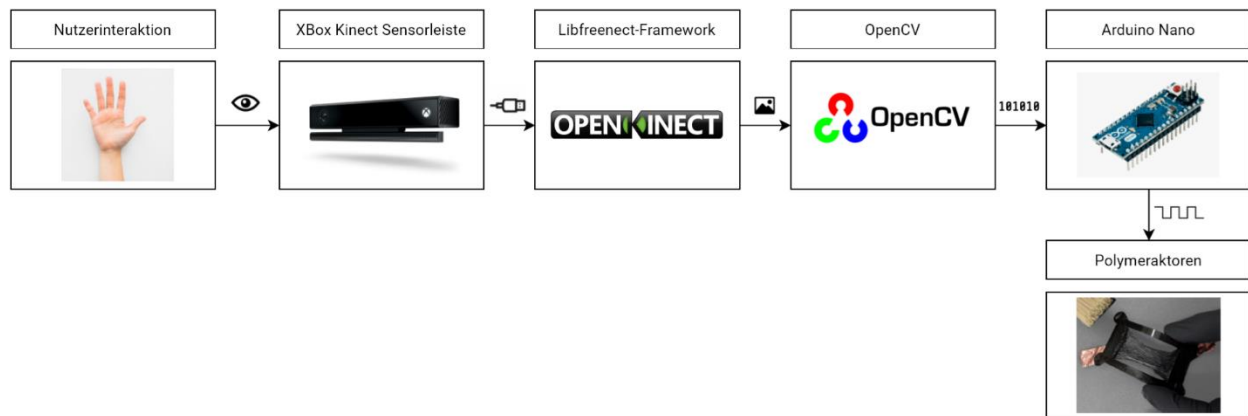 Nutzerinteraktion
XBox Kinect Sensorleiste
Libfreenect-Framework
OpenCV
Arduino Nano
OPENKINECT
OpenCV
101010
Polymeraktoren